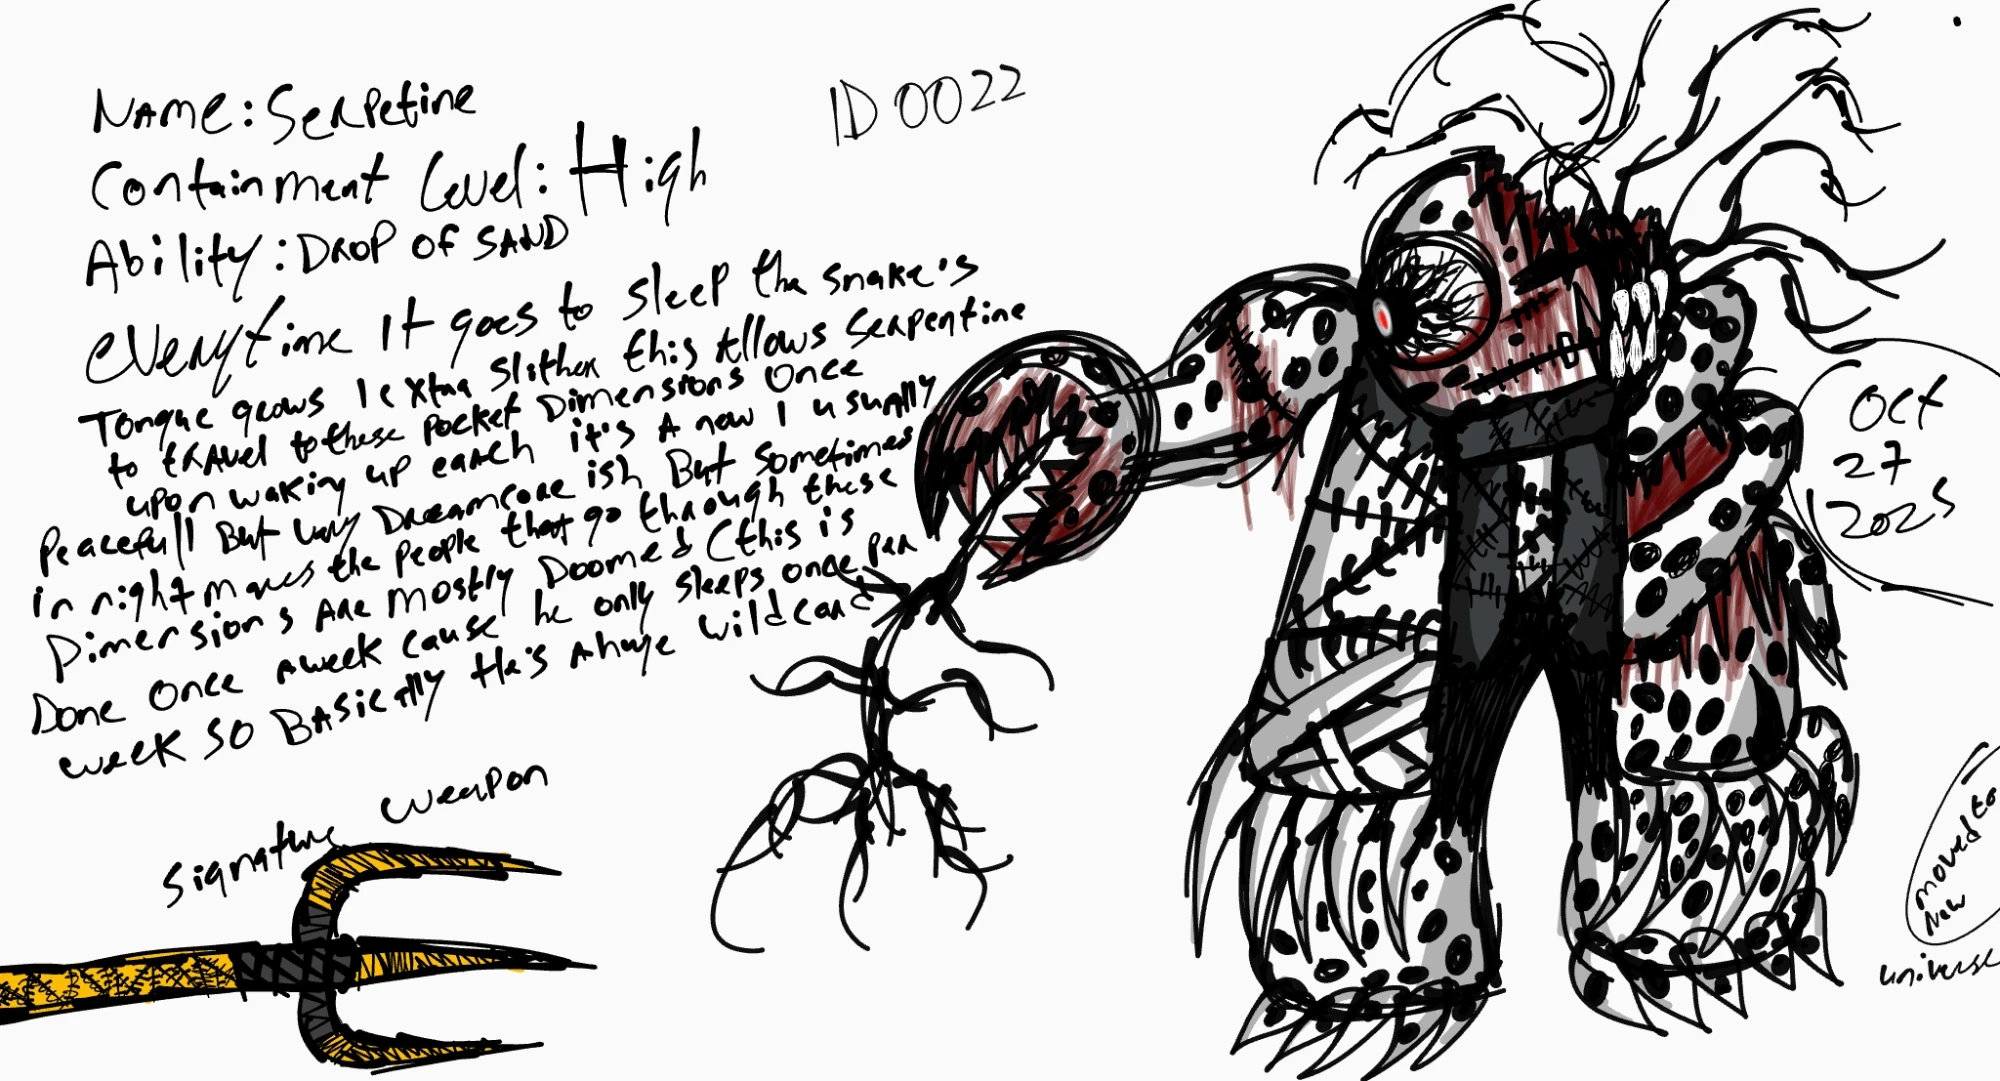 Name: Serpetine
ID 0022
Containment Level: High
Ability: Drop of Sand
everytime It goes to sleep the snake's
Tongue grows 1 extra slither this Allows Serpentine
to travel to these pocket Dimensions Once
upon waking up each it's a new 1 usually
Peacefull But very Dreamcore ish But sometimes
in night mares the people that go through these
Dimensions Are mostly Doomed (this is
Done once a week cause he only sleeps once per
week so Basically He's a huge wildcard
Signature weapon
Oct
27
2025
moved to
New
universe